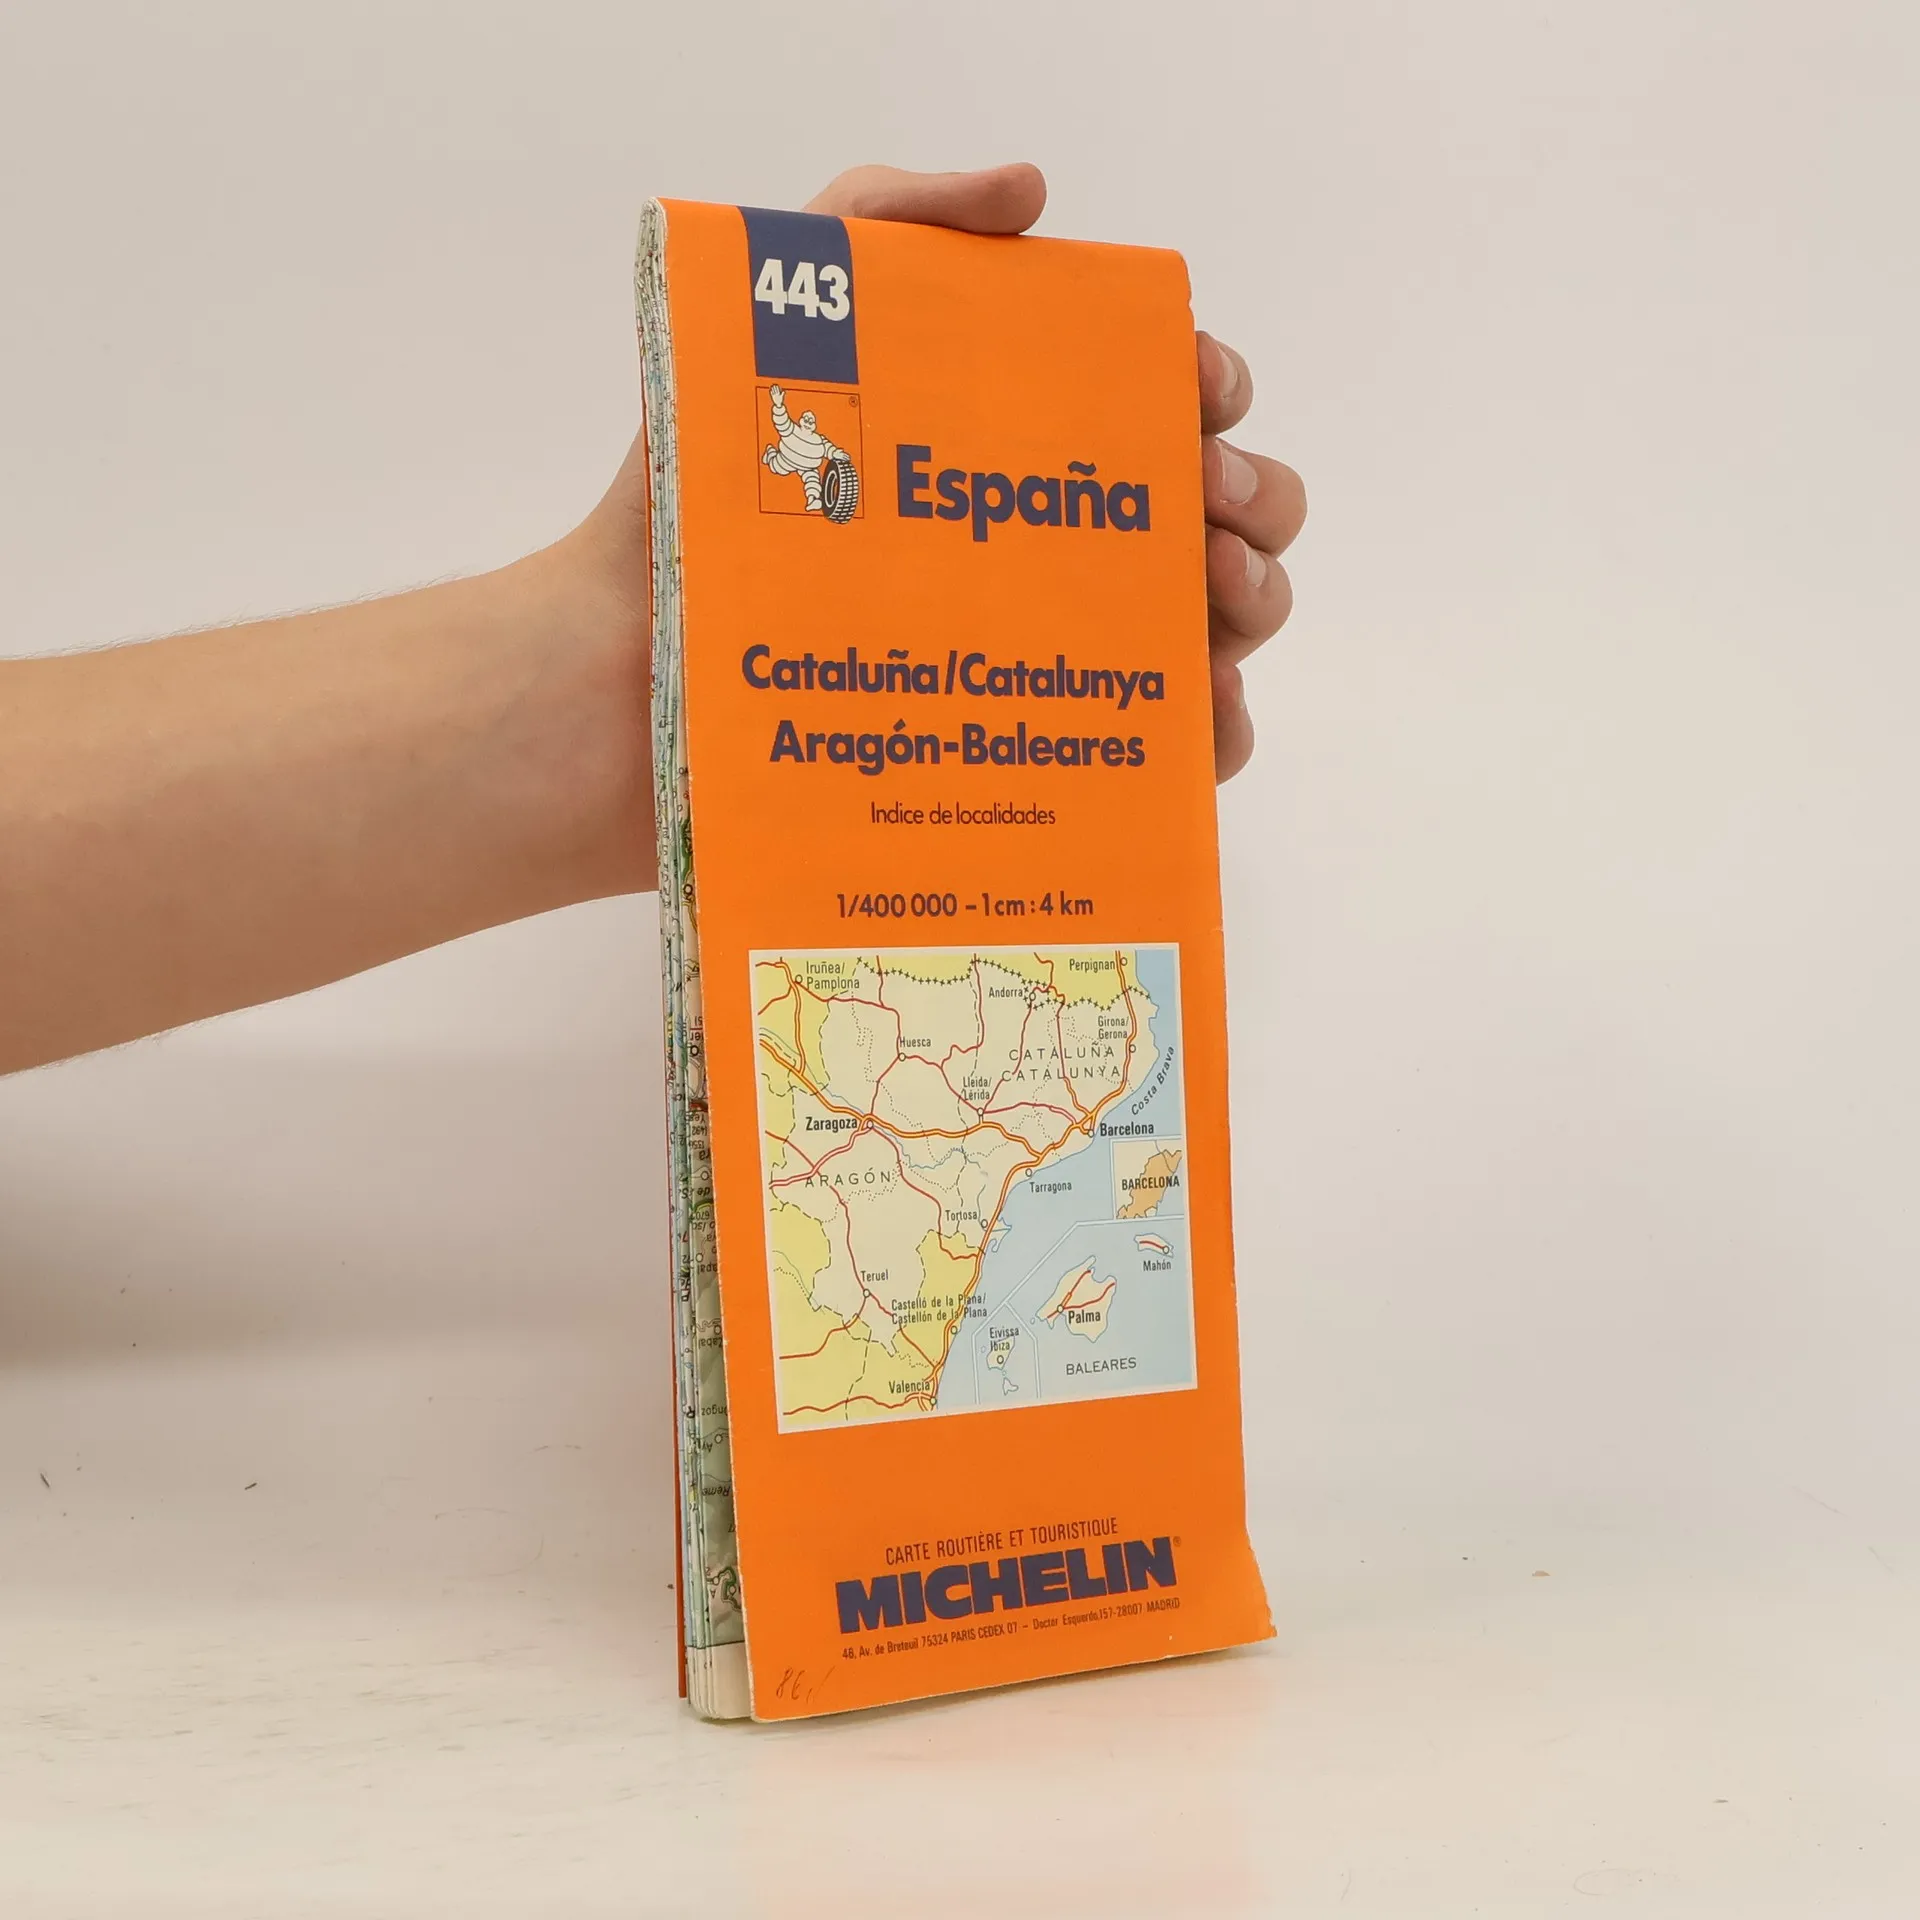 443
®
España
Cataluña/Catalunya
Aragón-Baleares
Indice de localidades
1/400 000 – 1 cm : 4 km
Iruñea/
Pamplona
Perpignan
Andorra
Girona/
Gerona
Huesca
CATALUÑA
CATALUNYA
Costa Brava
Lleida/
Lérida
Zaragoza
Barcelona
ARAGÓN
BARCELONA
Tarragona
Tortosa
Mahón
Teruel
Castelló de la Plana/
Castellón de la Plana
Palma
Eivissa
Ibiza
BALEARES
Valencia
CARTE ROUTIÈRE ET TOURISTIQUE
MICHELIN®
46, Av. de Breteuil 75324 PARIS CEDEX 07 – Doctor Esquerdo, 157-28007 MADRID